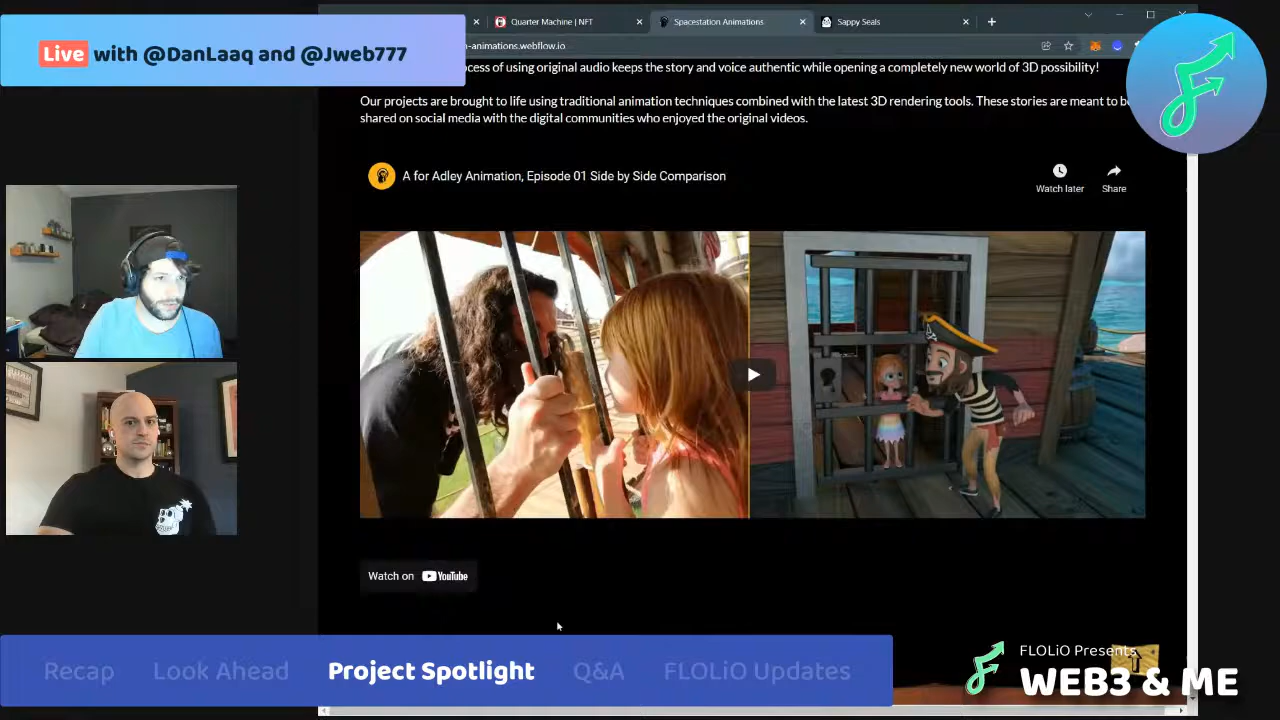 Quarter Machine | NFT
Spacestation Animations
Sappy Seals
Live with @DanLaaq and @Jweb777
-animations.webflow.io
ocess of using original audio keeps the story and voice authentic while opening a completely new world of 3D possibility!
Our projects are brought to life using traditional animation techniques combined with the latest 3D rendering tools. These stories are meant to be
shared on social media with the digital communities who enjoyed the original videos.
A for Adley Animation, Episode 01 Side by Side Comparison
Watch later
Share
Watch on YouTube
Recap Look Ahead Project Spotlight Q&A FLOLiO Updates
FLOLiO Presents
WEB3 & ME